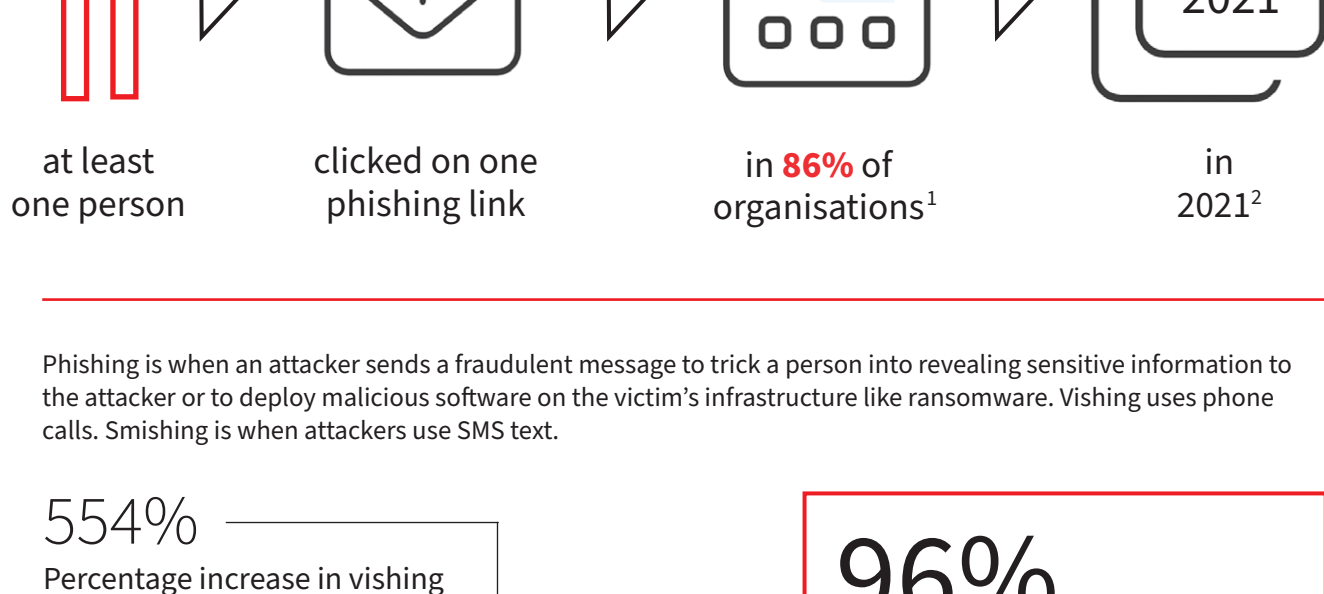 2021
at least
one person
clicked on one
phishing link
in 86% of
organisations1
in
20212
Phishing is when an attacker sends a fraudulent message to trick a person into revealing sensitive information to
the attacker or to deploy malicious software on the victim’s infrastructure like ransomware. Vishing uses phone
calls. Smishing is when attackers use SMS text.
554%
Percentage increase in vishing
96%